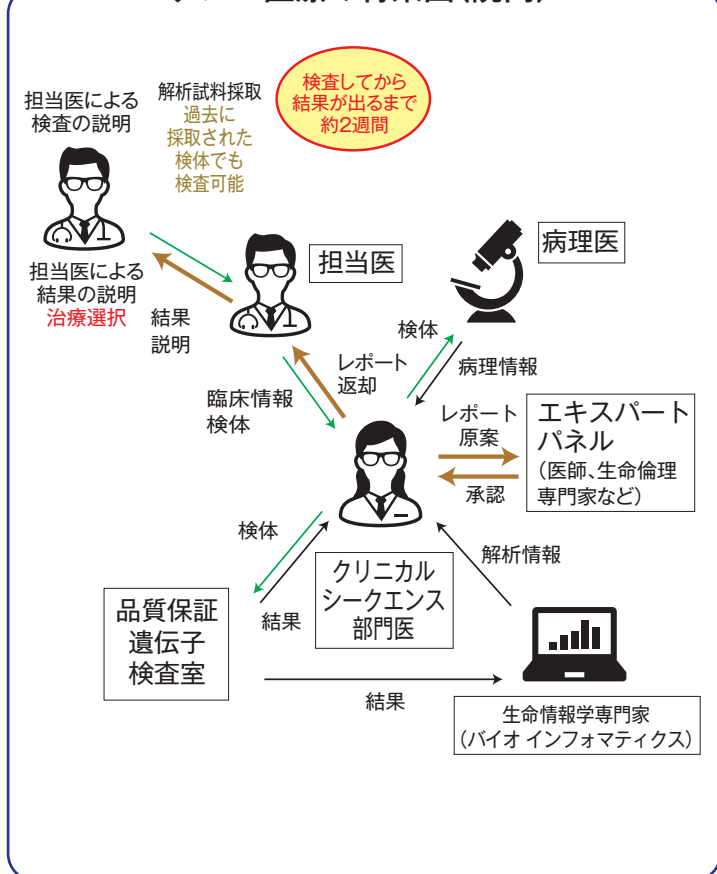 検査してから
結果が出るまで
約2週間
担当医による
検査の説明
解析試料採取
過去に
採取された
検体でも
検査可能
担当医
病理医
担当医による
結果の説明
治療選択
結果
説明
検体
病理情報
レポート
返却
臨床情報
検体
レポート
原案
承認
エキスパート
パネル
（医師、生命倫理
専門家など）
検体
結果
クリニカル
シークエンス
部門医
解析情報
品質保証
遺伝子
検査室
結果
生命情報学専門家
（バイオ インフォマティクス）